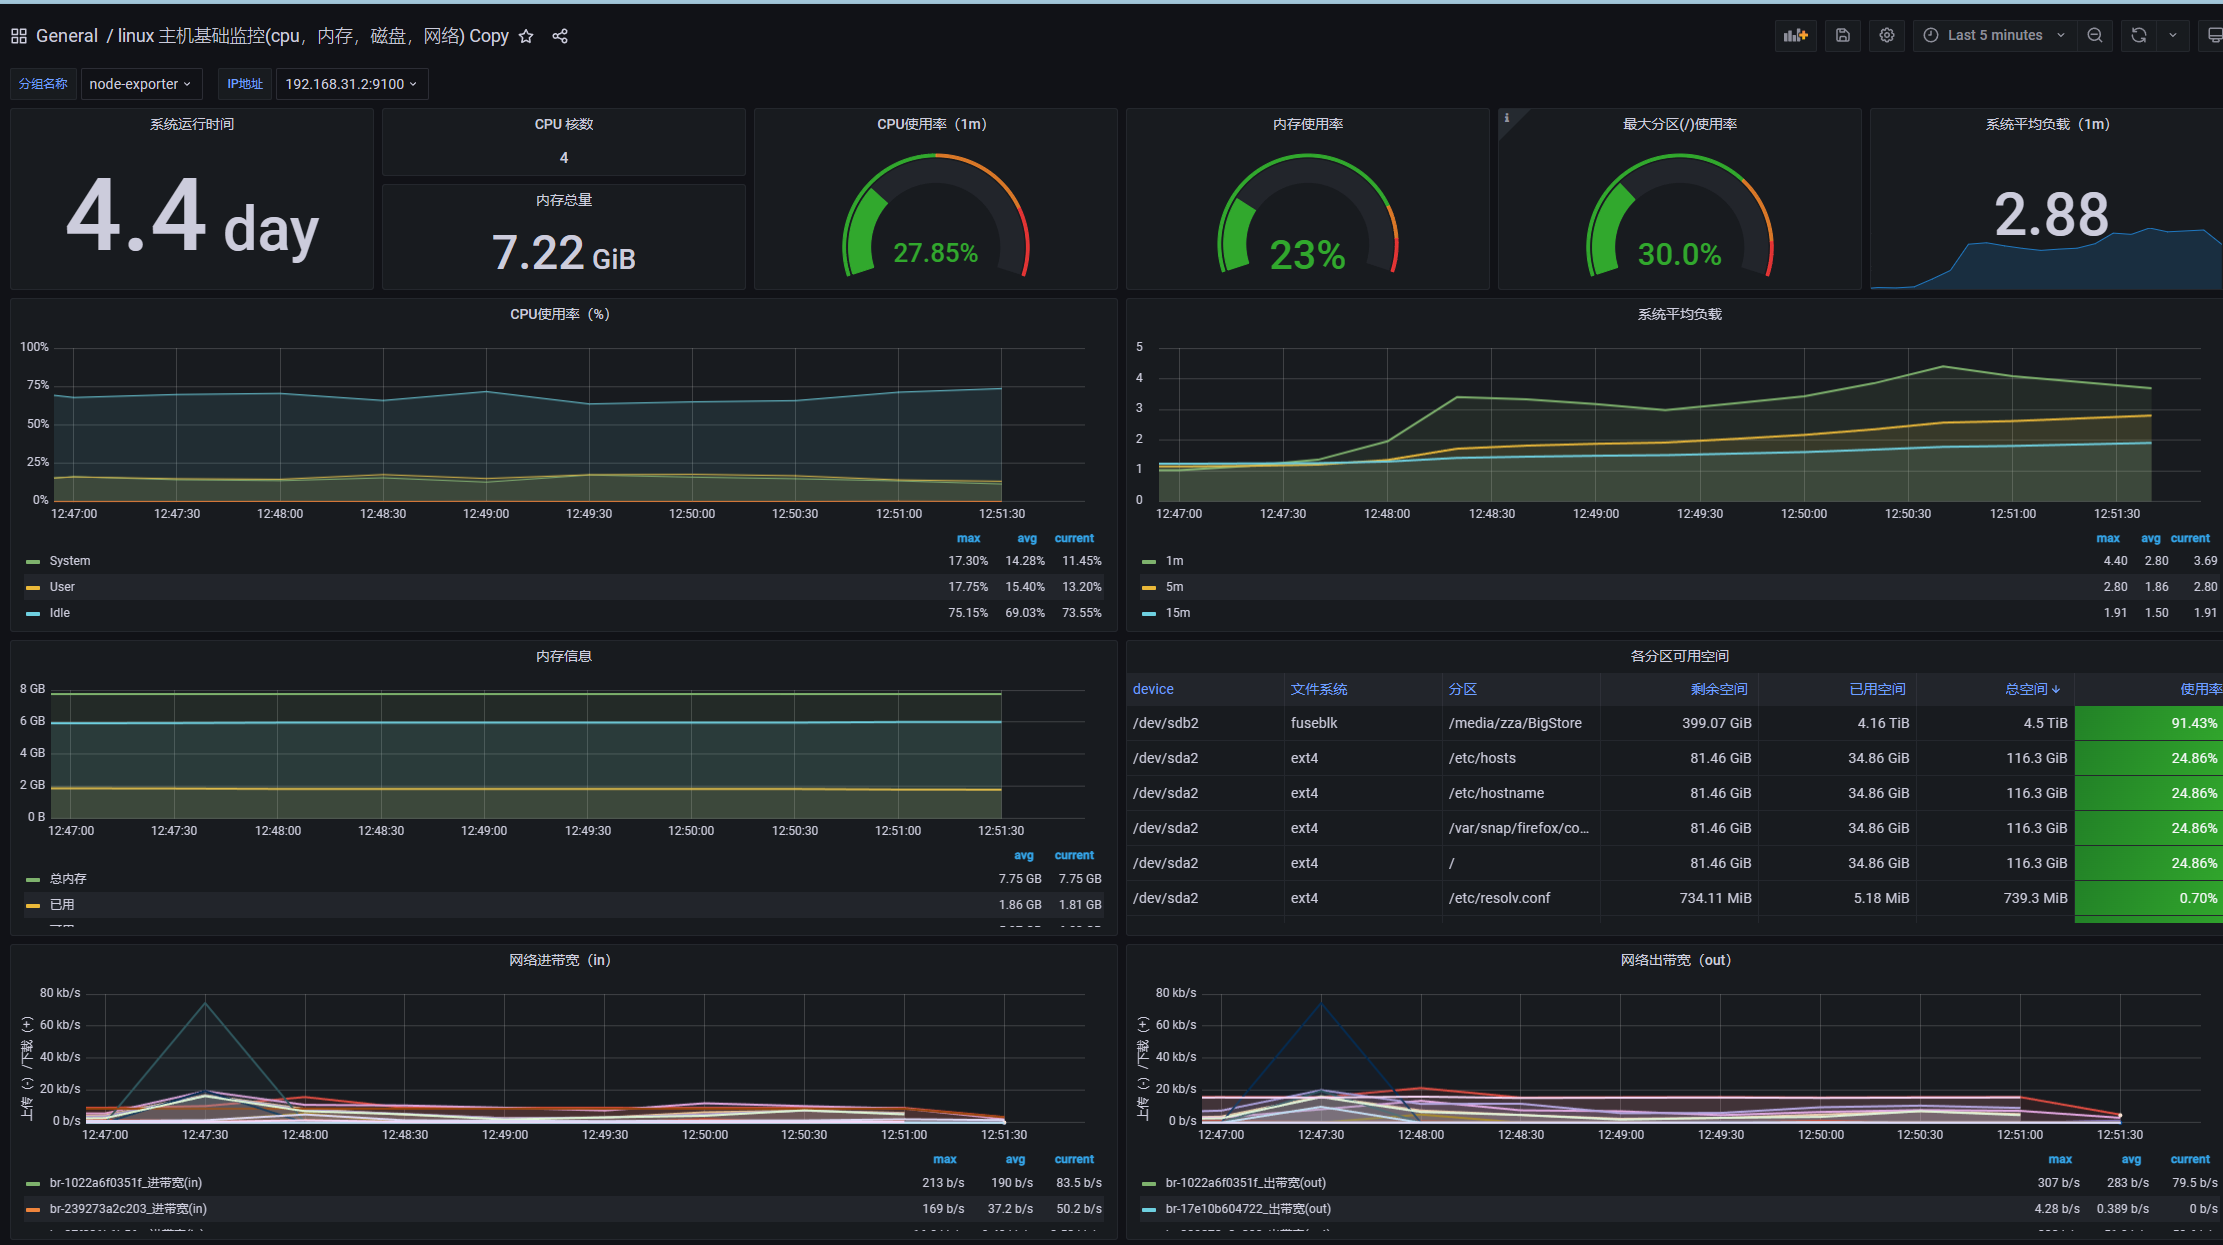 General / linux 主机基础监控(cpu，内存，磁盘，网络) Copy
Last 5 minutes
分组名称 node-exporter IP地址 192.168.31.2:9100
系统运行时间
4.4 day
CPU 核数
4
内存总量
7.22 GiB
CPU使用率（1m）
27.85%
内存使用率
23%
最大分区(/)使用率
30.0%
系统平均负载（1m）
2.88
CPU使用率（%）
100%
75%
50%
25%
0%
12:47:00 12:47:30 12:48:00 12:48:30 12:49:00 12:49:30 12:50:00 12:50:30 12:51:00 12:51:30
max avg current
System 17.30% 14.28% 11.45%
User 17.75% 15.40% 13.20%
Idle 75.15% 69.03% 73.55%
系统平均负载
5
4
3
2
1
0
12:47:00 12:47:30 12:48:00 12:48:30 12:49:00 12:49:30 12:50:00 12:50:30 12:51:00 12:51:30
max avg current
1m 4.40 2.80 3.69
5m 2.80 1.86 2.80
15m 1.91 1.50 1.91
内存信息
8 GB
6 GB
4 GB
2 GB
0 B
12:47:00 12:47:30 12:48:00 12:48:30 12:49:00 12:49:30 12:50:00 12:50:30 12:51:00 12:51:30
avg current
总内存 7.75 GB 7.75 GB
已用 1.86 GB 1.81 GB
各分区可用空间
device 文件系统 分区 剩余空间 已用空间 总空间 使用率
/dev/sdb2 fuseblk /media/zza/BigStore 399.07 GiB 4.16 TiB 4.5 TiB 91.43%
/dev/sda2 ext4 /etc/hosts 81.46 GiB 34.86 GiB 116.3 GiB 24.86%
/dev/sda2 ext4 /etc/hostname 81.46 GiB 34.86 GiB 116.3 GiB 24.86%
/dev/sda2 ext4 /var/snap/firefox/co... 81.46 GiB 34.86 GiB 116.3 GiB 24.86%
/dev/sda2 ext4 / 81.46 GiB 34.86 GiB 116.3 GiB 24.86%
/dev/sda2 ext4 /etc/resolv.conf 734.11 MiB 5.18 MiB 739.3 MiB 0.70%
网络进带宽（in）
上传（-）/下载（+）
80 kb/s
60 kb/s
40 kb/s
20 kb/s
0 b/s
12:47:00 12:47:30 12:48:00 12:48:30 12:49:00 12:49:30 12:50:00 12:50:30 12:51:00 12:51:30
max avg current
br-1022a6f0351f_进带宽(in) 213 b/s 190 b/s 83.5 b/s
br-239273a2c203_进带宽(in) 169 b/s 37.2 b/s 50.2 b/s
网络出带宽（out）
上传（-）/下载（+）
80 kb/s
60 kb/s
40 kb/s
20 kb/s
0 b/s
12:47:00 12:47:30 12:48:00 12:48:30 12:49:00 12:49:30 12:50:00 12:50:30 12:51:00 12:51:30
max avg current
br-1022a6f0351f_出带宽(out) 307 b/s 283 b/s 79.5 b/s
br-17e10b604722_出带宽(out) 4.28 b/s 0.389 b/s 0 b/s